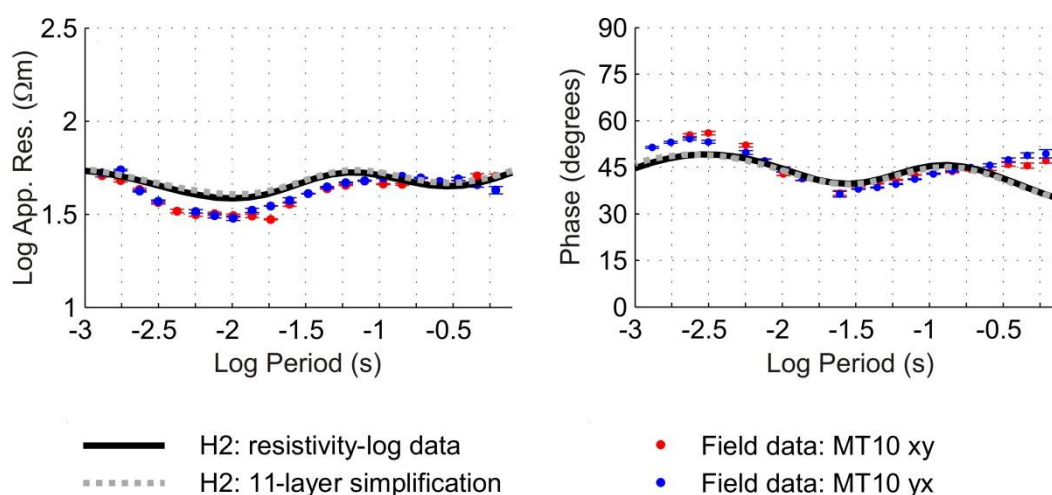 Log App. Res. (Ωm)
2.5
2
1.5
1
-3 -2.5 -2 -1.5 -1 -0.5
Log Period (s)
Phase (degrees)
90
75
60
45
30
15
0
-3 -2.5 -2 -1.5 -1 -0.5
Log Period (s)
H2: resistivity-log data
H2: 11-layer simplification
Field data: MT10 xy
Field data: MT10 yx